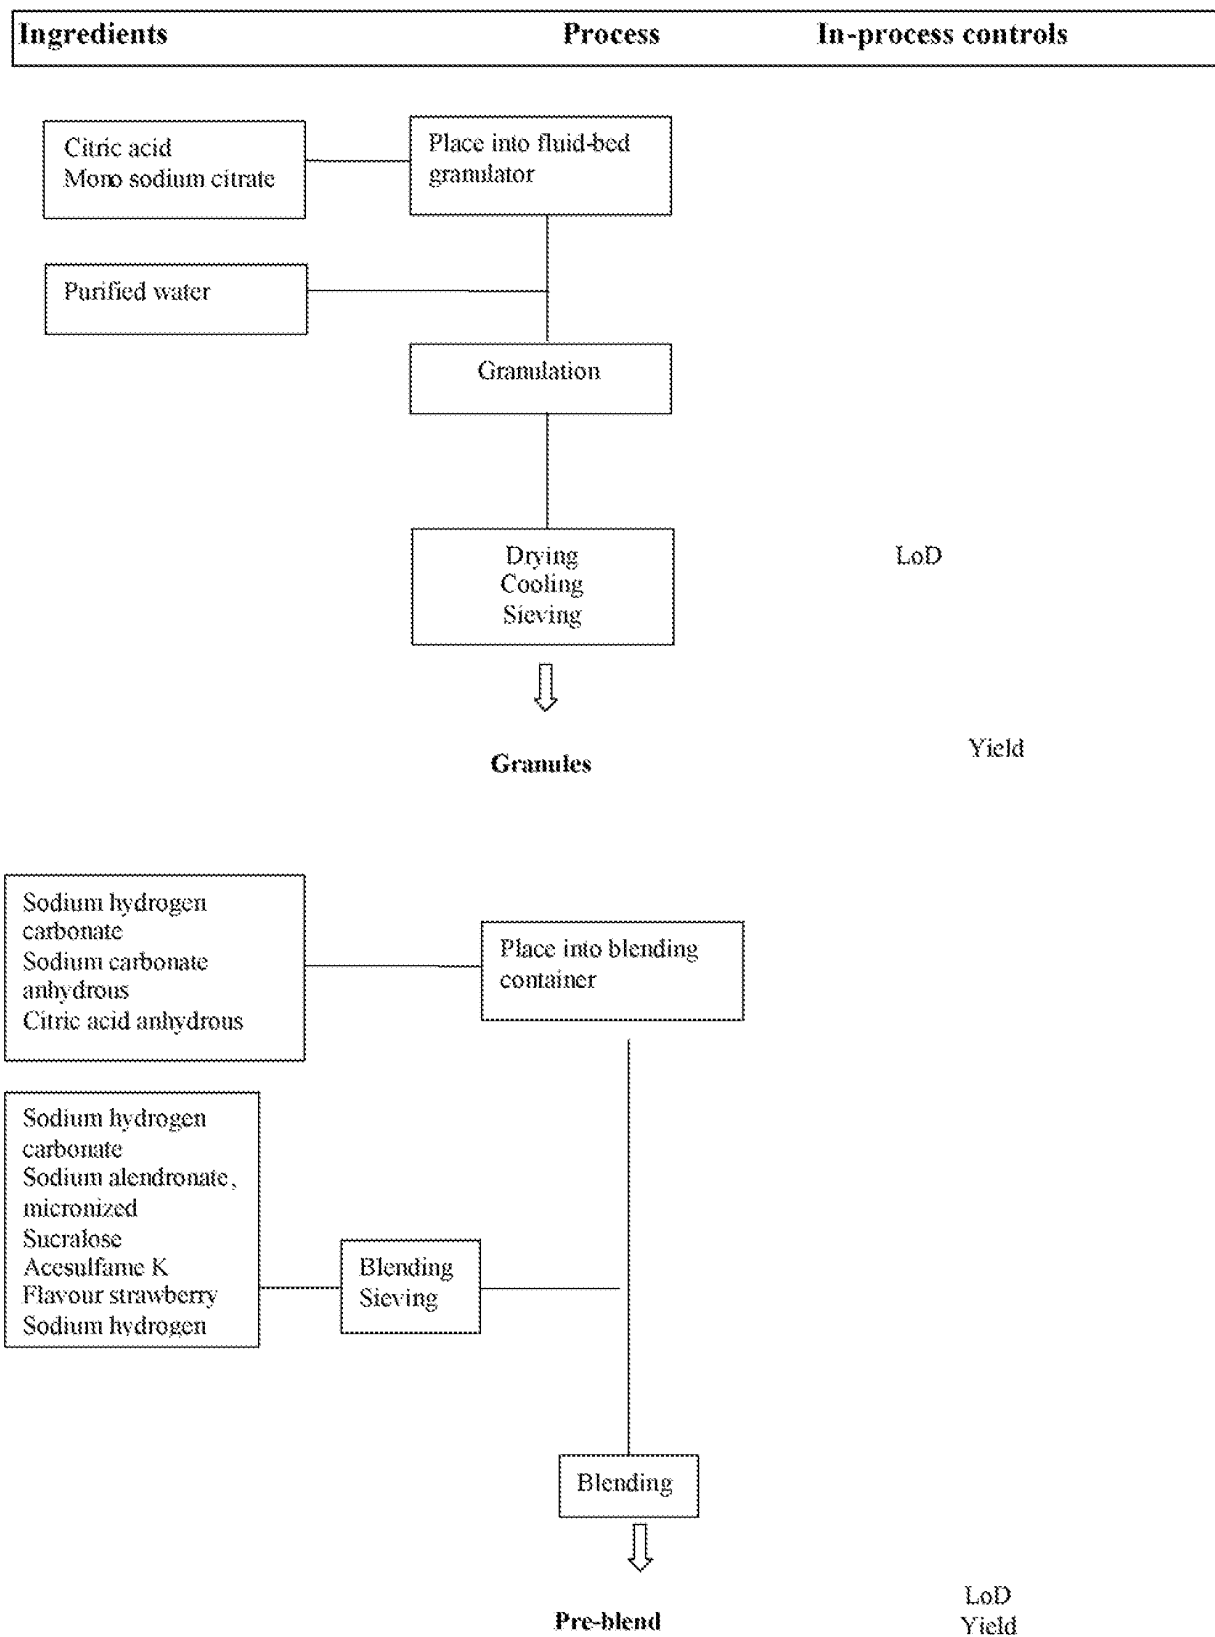 Ingredients Process In-process controls
Citric acid
Mono sodium citrate
Place into fluid-bed
granulator
Purified water
Granulation
Drying
Cooling
Sieving
LoD
Granules
Yield
Sodium hydrogen
carbonate
Sodium carbonate
anhydrous
Citric acid anhydrous
Place into blending
container
Sodium hydrogen
carbonate
Sodium alendronate,
micronized
Sucralose
Acesulfame K
Flavour strawberry
Sodium hydrogen
Blending
Sieving
Blending
Pre-blend
LoD
Yield